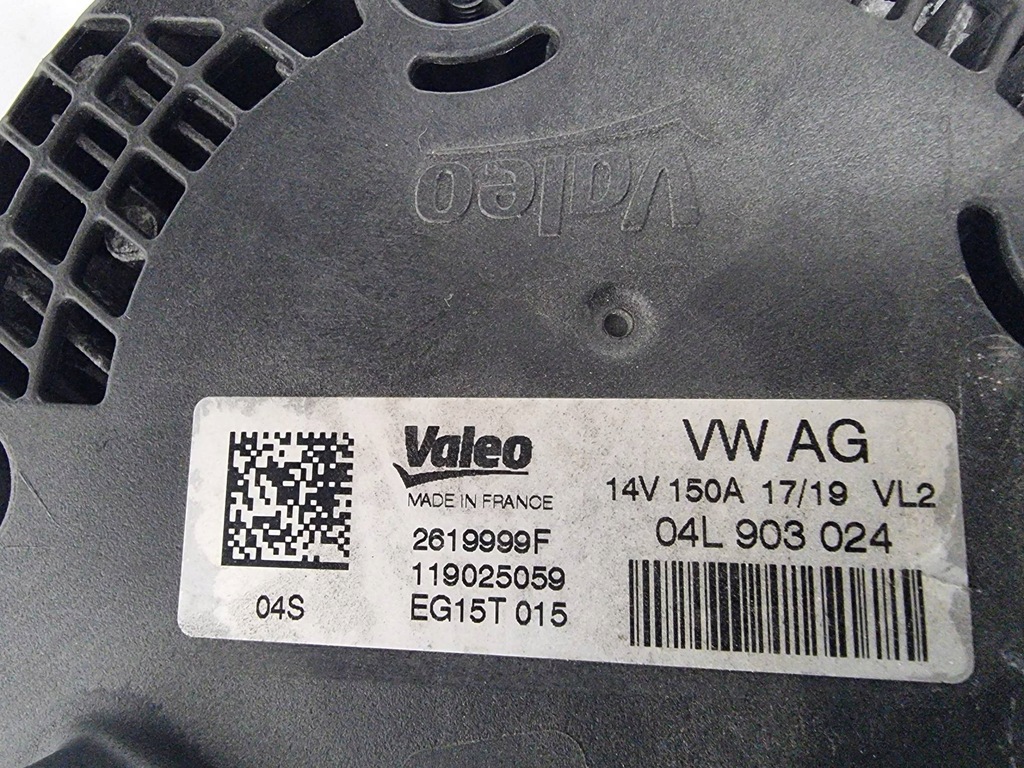 Valeo
Valeo
MADE IN FRANCE
2619999F
119025059
EG15T 015
04S
VW AG
14V 150A 17/19 VL2
04L 903 024